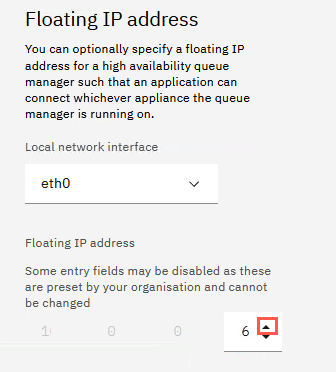 Floating IP address
You can optionally specify a floating IP
address for a high availability queue
manager such that an application can
connect whichever appliance the queue
manager is running on.
Local network interface
eth0
Floating IP address
Some entry fields may be disabled as these
are preset by your organisation and cannot
be changed
0 0 6